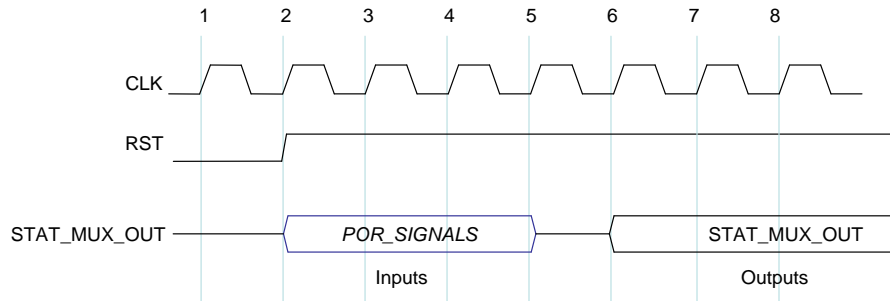 1 2 3 4 5 6 7 8
CLK
RST
STAT_MUX_OUT POR_SIGNALS STAT_MUX_OUT
Inputs Outputs